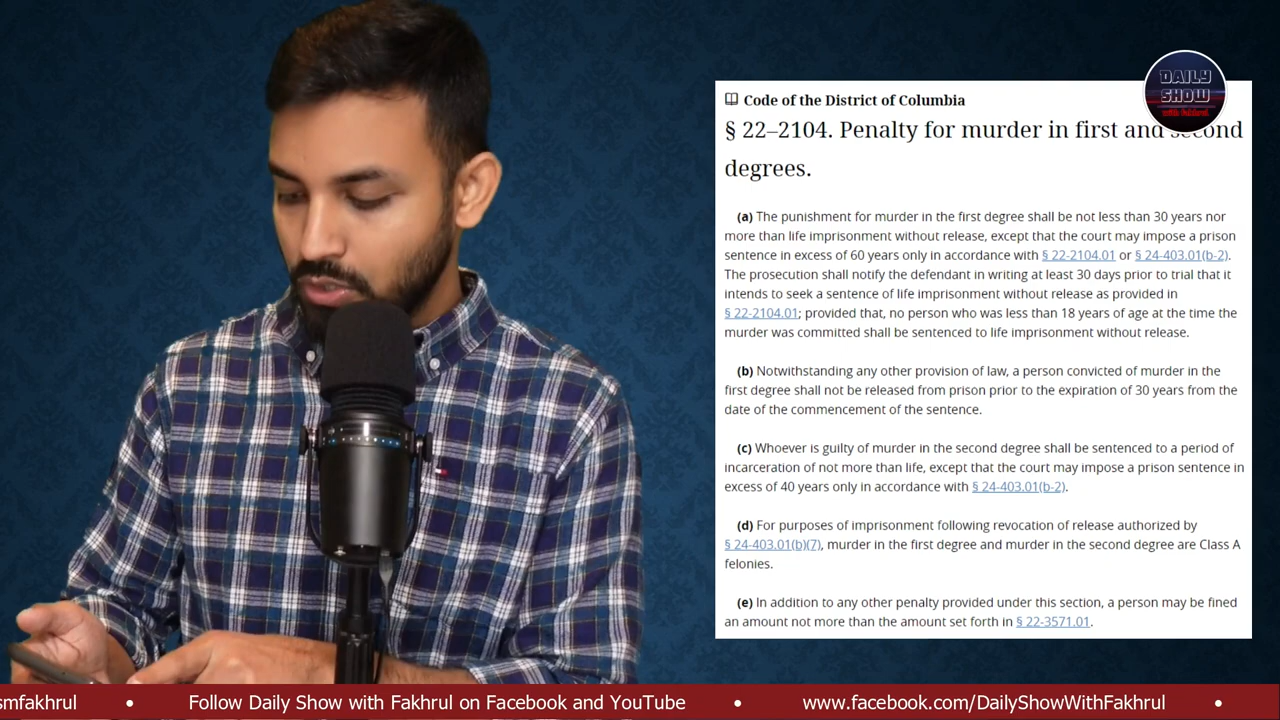 DAILY
SHOW
with Fakhrul
Code of the District of Columbia
§ 22–2104. Penalty for murder in first and second
degrees.
(a) The punishment for murder in the first degree shall be not less than 30 years nor
more than life imprisonment without release, except that the court may impose a prison
sentence in excess of 60 years only in accordance with § 22-2104.01 or § 24-403.01(b-2).
The prosecution shall notify the defendant in writing at least 30 days prior to trial that it
intends to seek a sentence of life imprisonment without release as provided in
§ 22-2104.01; provided that, no person who was less than 18 years of age at the time the
murder was committed shall be sentenced to life imprisonment without release.
(b) Notwithstanding any other provision of law, a person convicted of murder in the
first degree shall not be released from prison prior to the expiration of 30 years from the
date of the commencement of the sentence.
(c) Whoever is guilty of murder in the second degree shall be sentenced to a period of
incarceration of not more than life, except that the court may impose a prison sentence in
excess of 40 years only in accordance with § 24-403.01(b-2).
(d) For purposes of imprisonment following revocation of release authorized by
§ 24-403.01(b)(7), murder in the first degree and murder in the second degree are Class A
felonies.
(e) In addition to any other penalty provided under this section, a person may be fined
an amount not more than the amount set forth in § 22-3571.01.
smfakhrul • Follow Daily Show with Fakhrul on Facebook and YouTube • www.facebook.com/DailyShowWithFakhrul •